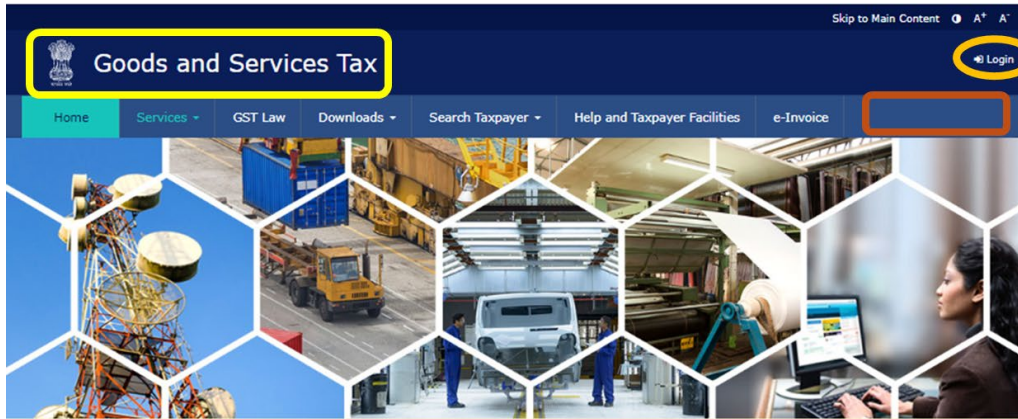 Skip to Main Content A+ A-
Goods and Services Tax
Login
Home Services GST Law Downloads Search Taxpayer Help and Taxpayer Facilities e-Invoice